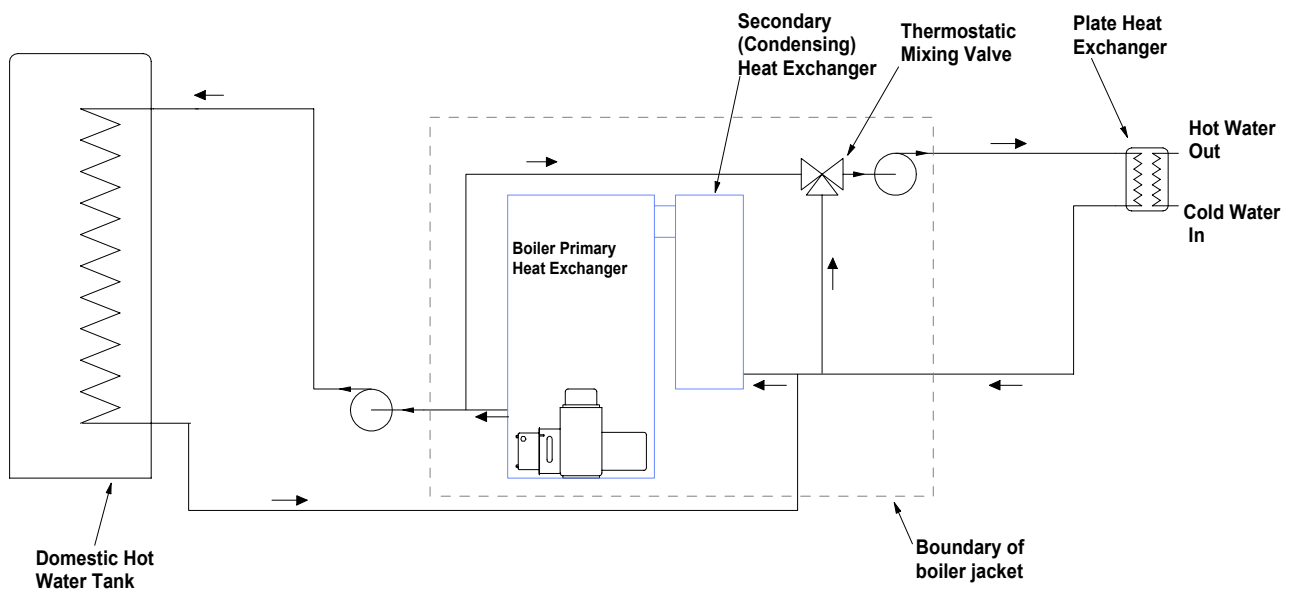 Secondary
(Condensing)
Heat Exchanger
Thermostatic
Mixing Valve
Plate Heat
Exchanger
Hot Water
Out
Cold Water
In
Boiler Primary
Heat Exchanger
Domestic Hot
Water Tank
Boundary of
boiler jacket